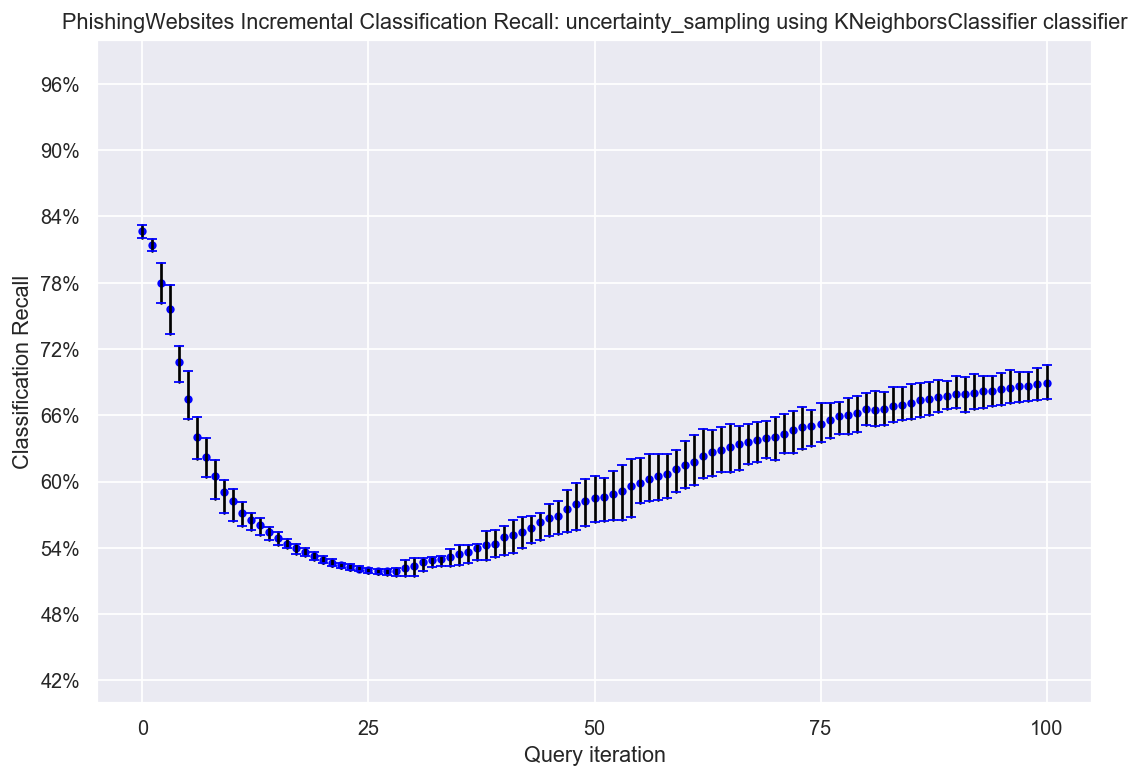 PhishingWebsites Incremental Classification Recall: uncertainty_sampling using KNeighborsClassifier classifier
96%
90%
84%
78%
72%
66%
60%
54%
48%
42%
Classification Recall
0 25 50 75 100
Query iteration